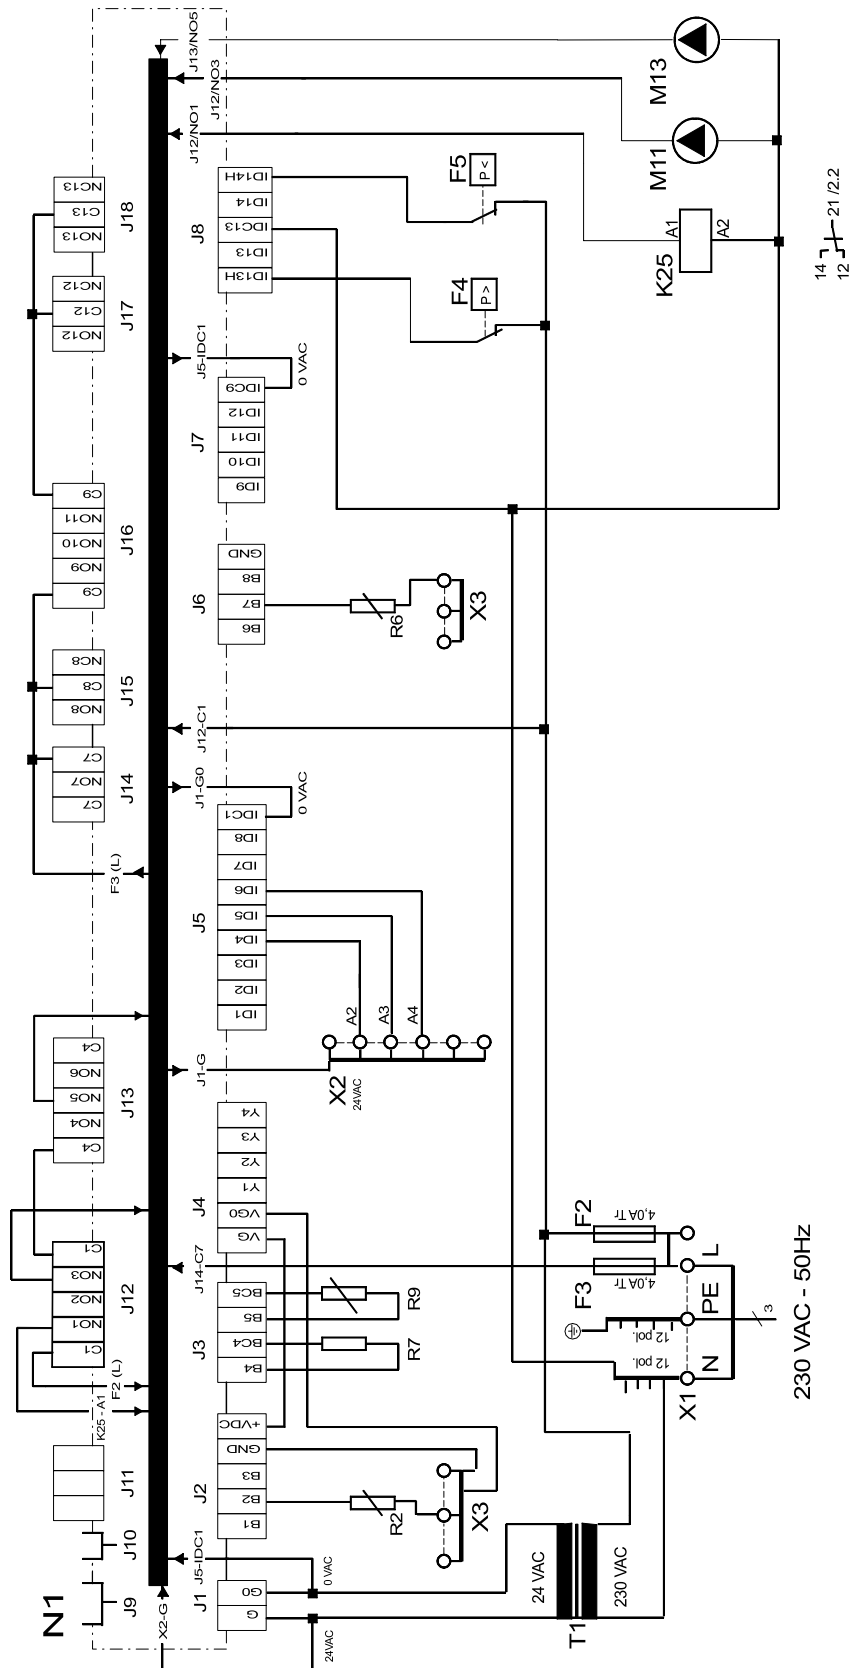 N1
J9
J10
J11
J12
C1
NO1
NO2
NO3
C1
J13
C4
NO4
NO5
NO6
C4
J14
C7
NO7
C7
J15
NO8
C8
NC8
J16
C9
NO9
NO10
NO11
C9
J17
NO12
C12
NC12
J18
NO13
C13
NC13
X2-G
K25 - A1
F2 (L)
F3 (L)
J5-IDC1
J14-C7
J1-G
J1-G0
J12-C1
J5-IDC1
J12/NO1
J12/NO3
J13/NO5
J1
G
G0
J2
B1
B2
B3
GND
+VDC
J3
B4
BC4
B5
BC5
J4
VG
VG0
Y1
Y2
Y3
Y4
J5
ID1
ID2
ID3
ID4
ID5
ID6
ID7
ID8
IDC1
J6
B6
B7
B8
GND
J7
ID9
ID10
ID11
ID12
IDC9
J8
ID13H
ID13
IDC13
ID14
ID14H
24VAC
0 VAC
R2
X3
R7
R9
X2
24VAC
A2
A3
A4
0 VAC
R6
X3
0 VAC
F4
P >
F5
P <
K25
A1
A2
M11
M13
14
12
21 /2.2
T1
24 VAC
230 VAC
X1
N
PE
L
12 pol.
12 pol.
F3
4,0A Tr
F2
4,0A Tr
3
230 VAC - 50Hz